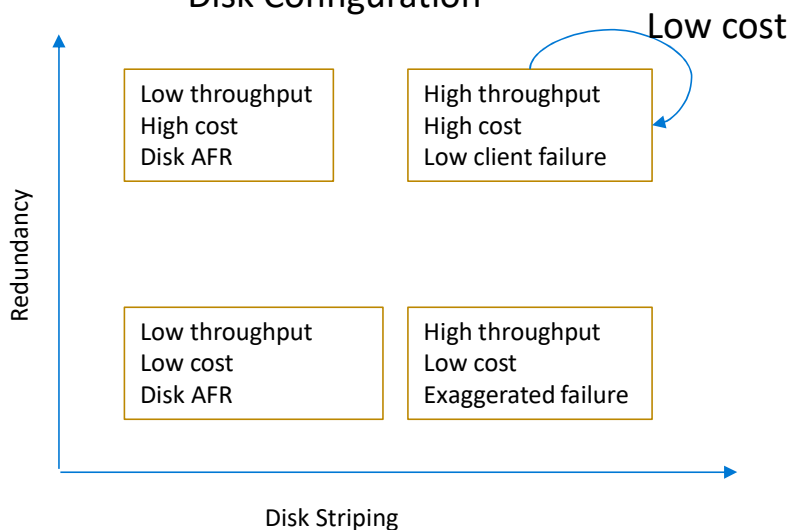 Disk Configuration
Low cost
Low throughput
High cost
Disk AFR
High throughput
High cost
Low client failure
Redundancy
Low throughput
Low cost
Disk AFR
High throughput
Low cost
Exaggerated failure
Disk Striping